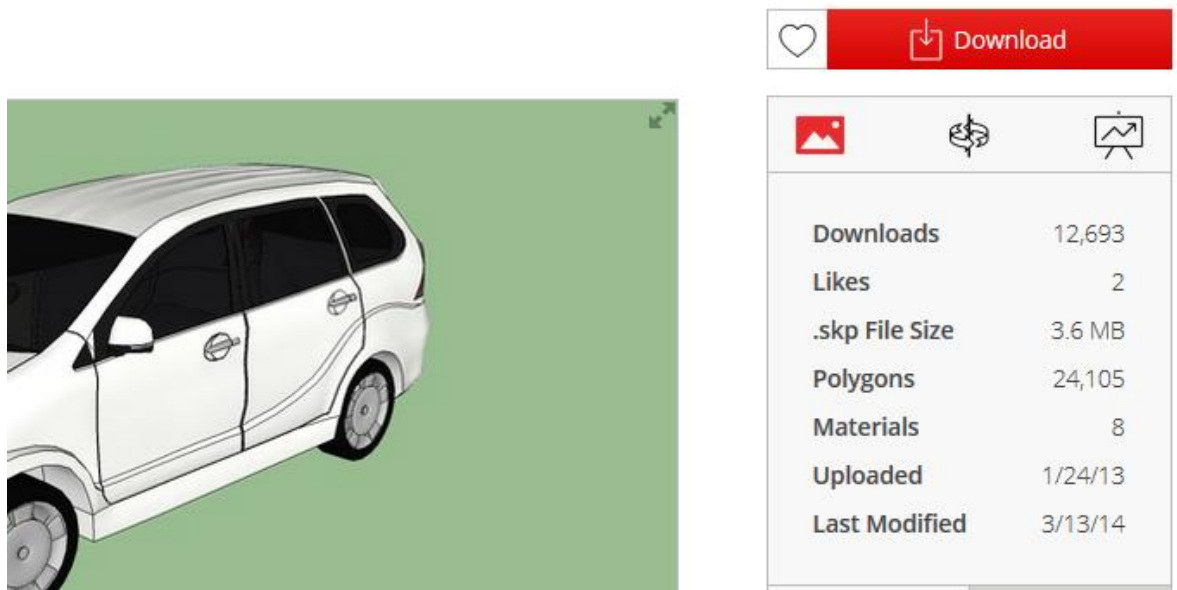 Download
Downloads 12,693
Likes 2
.skp File Size 3.6 MB
Polygons 24,105
Materials 8
Uploaded 1/24/13
Last Modified 3/13/14